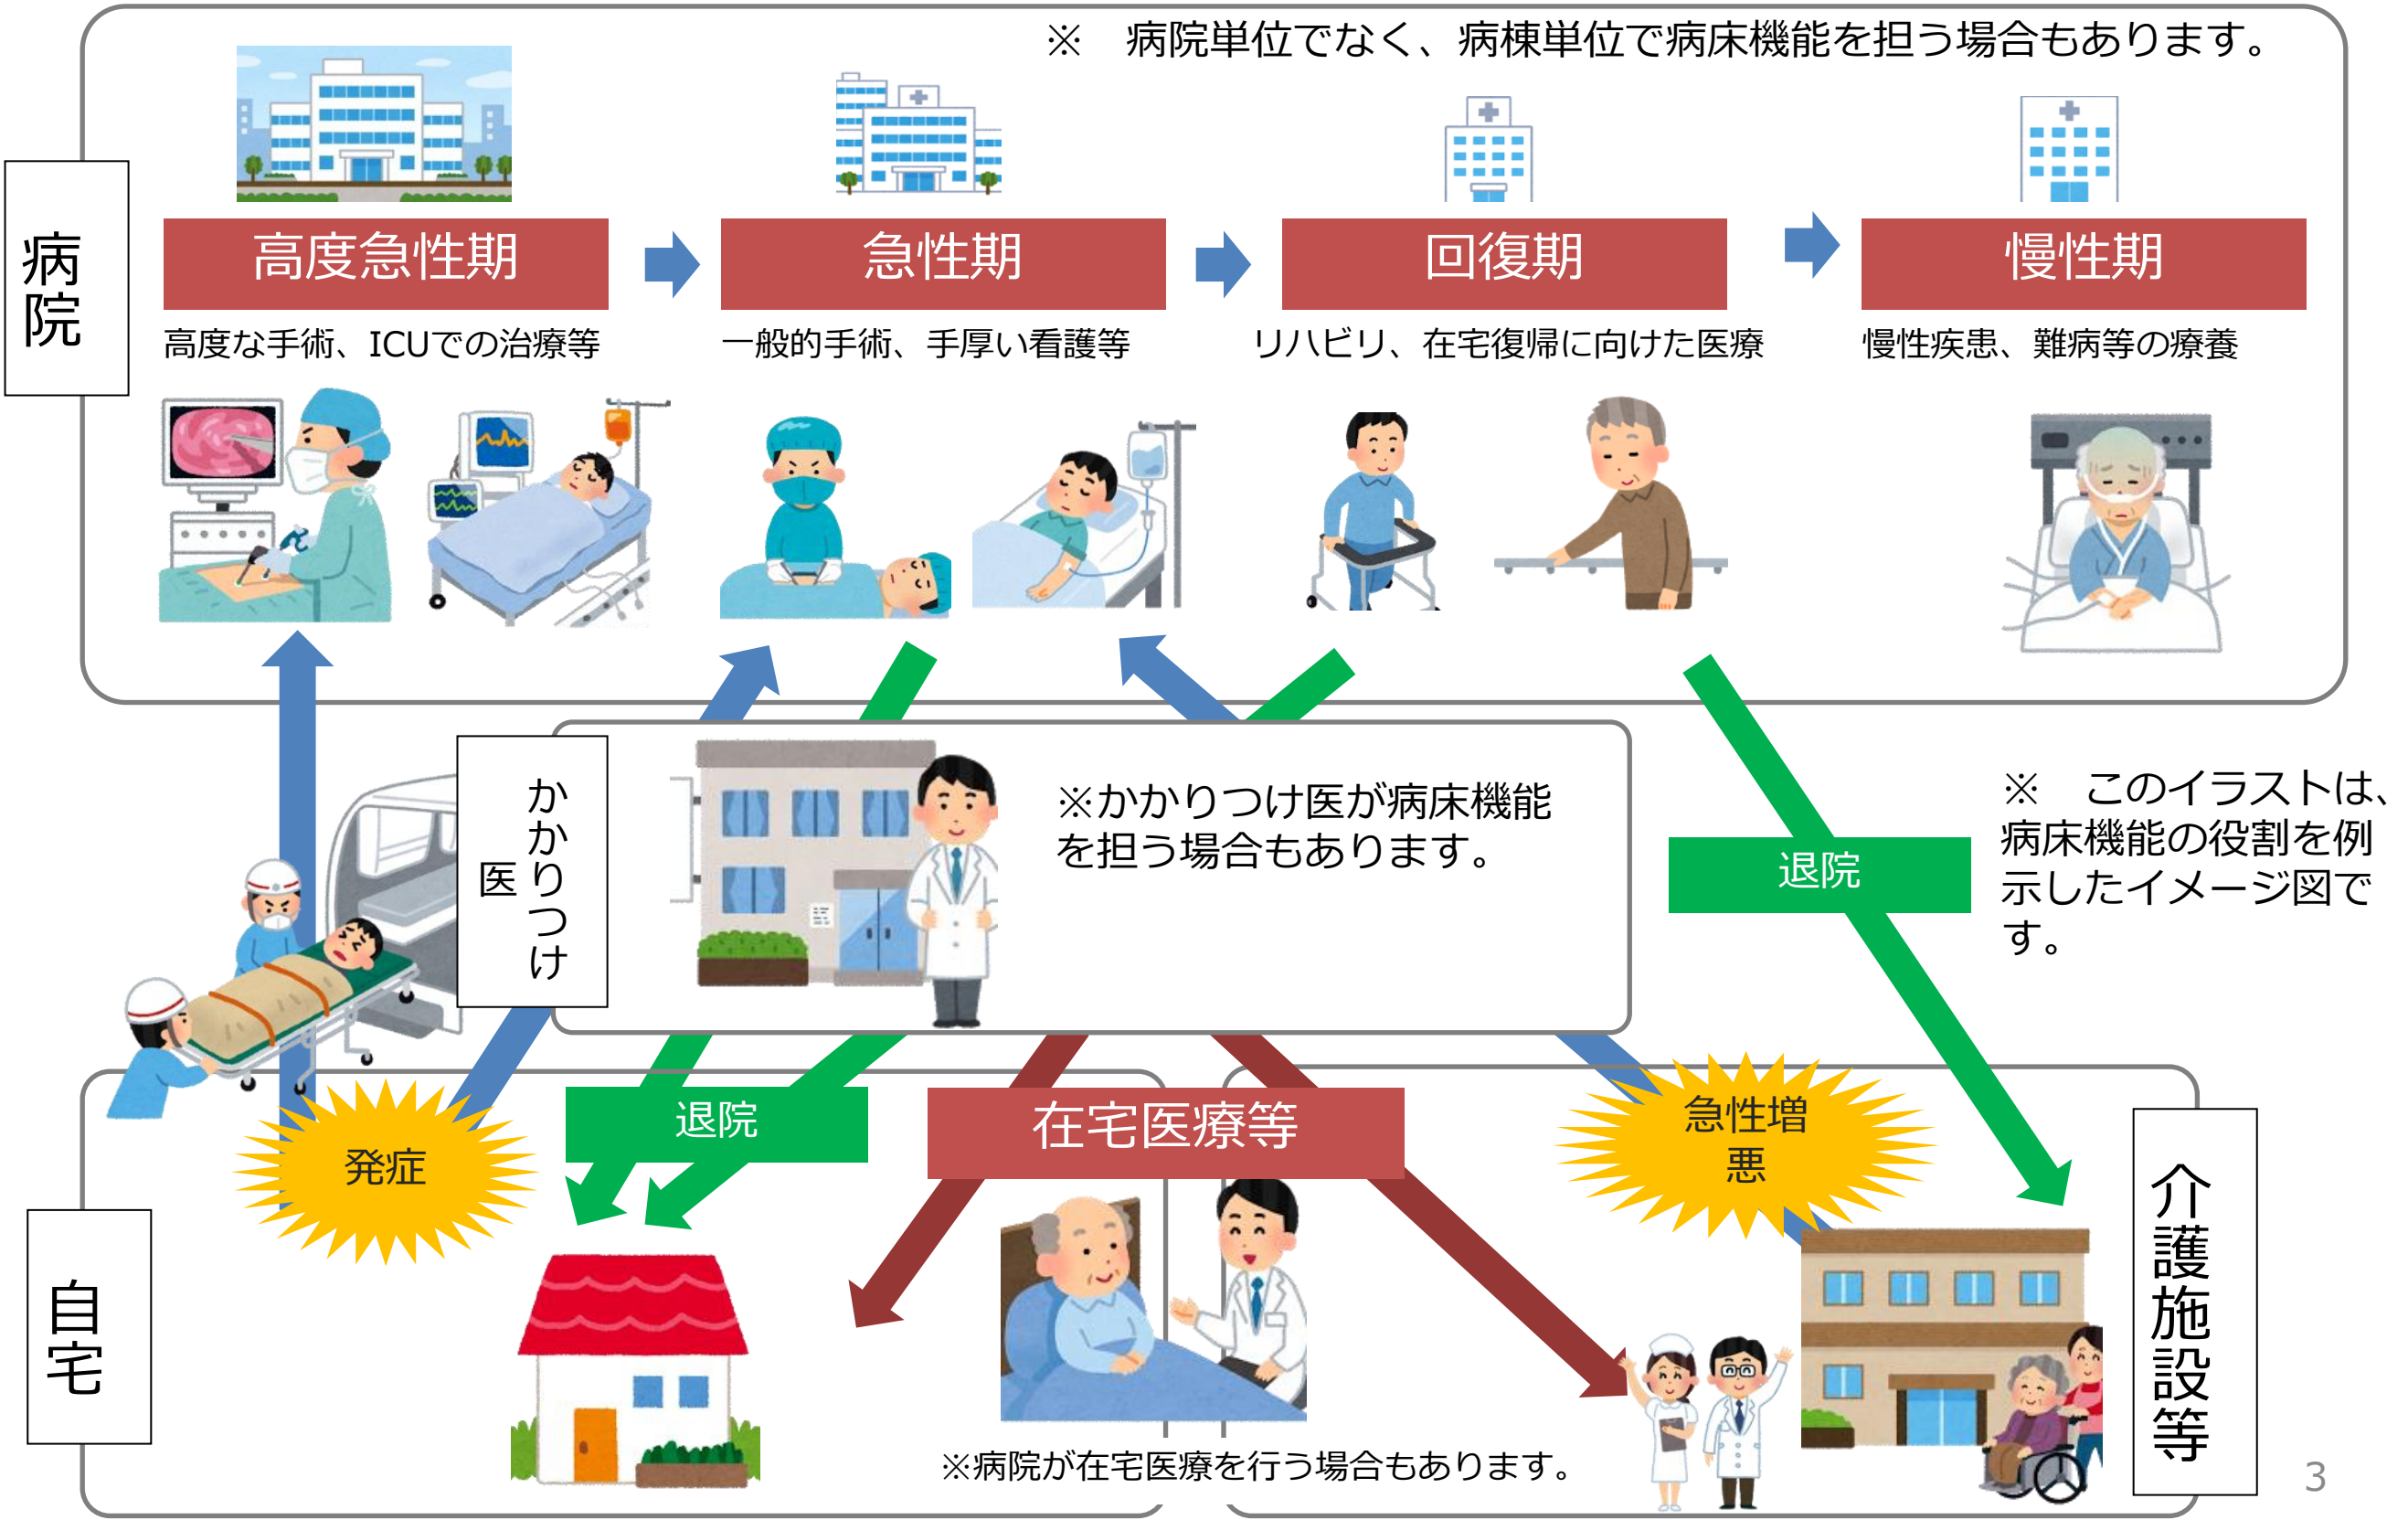 ※　病院単位でなく、病棟単位で病床機能を担う場合もあります。
病院
高度急性期
急性期
回復期
慢性期
高度な手術、ICUでの治療等
一般的手術、手厚い看護等
リハビリ、在宅復帰に向けた医療
慢性疾患、難病等の療養
かかりつけ
医
※かかりつけ医が病床機能
を担う場合もあります。
退院
※　このイラストは、
病床機能の役割を例
示したイメージ図で
す。
発症
退院
在宅医療等
急性増
悪
自宅
介護施設等
※病院が在宅医療を行う場合もあります。
3